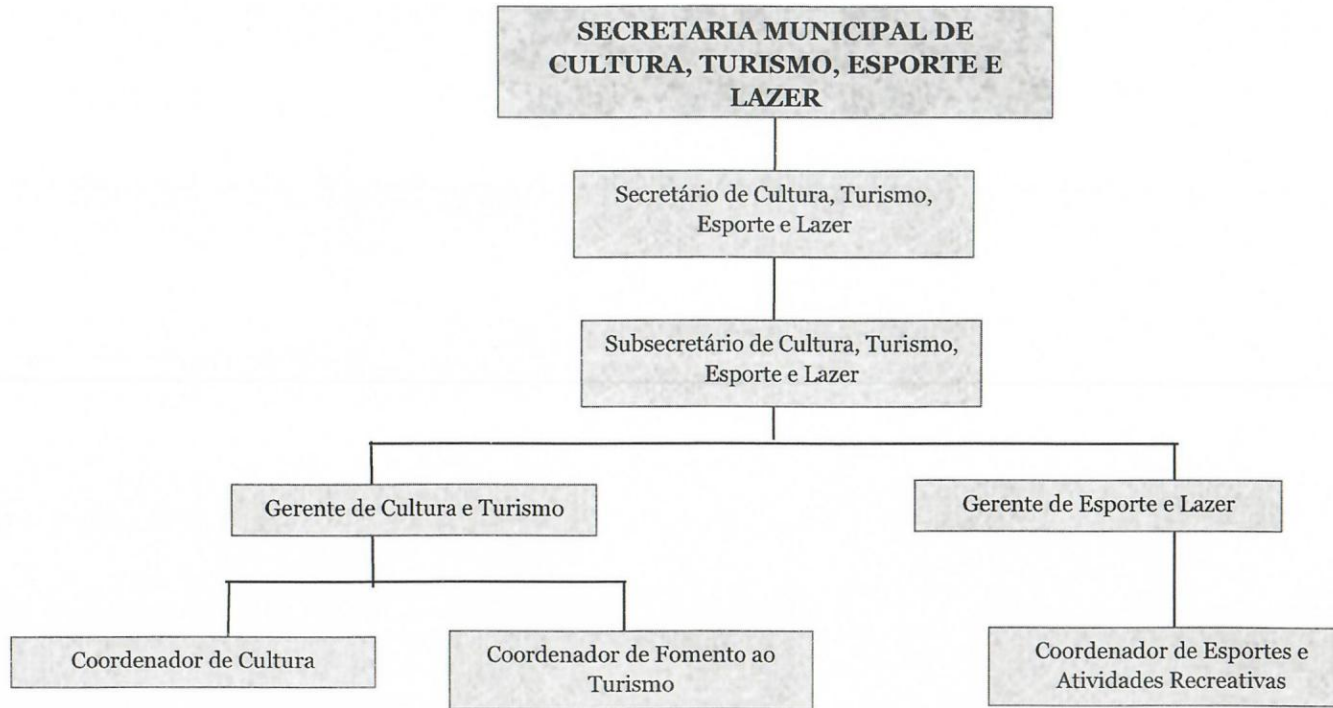 SECRETARIA MUNICIPAL DE
CULTURA, TURISMO, ESPORTE E
LAZER
Secretário de Cultura, Turismo,
Esporte e Lazer
Subsecretário de Cultura, Turismo,
Esporte e Lazer
Gerente de Cultura e Turismo
Gerente de Esporte e Lazer
Coordenador de Cultura
Coordenador de Fomento ao
Turismo
Coordenador de Esportes e
Atividades Recreativas